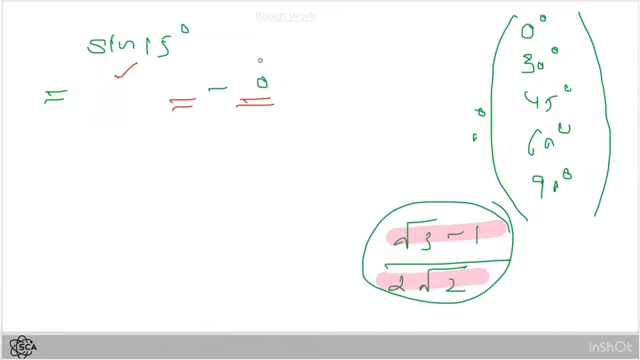 Rough Work
sin 15°
= = - 0
0°
30°
45°
60°
90°
√3 - 1
2√2
SCA
InShOt